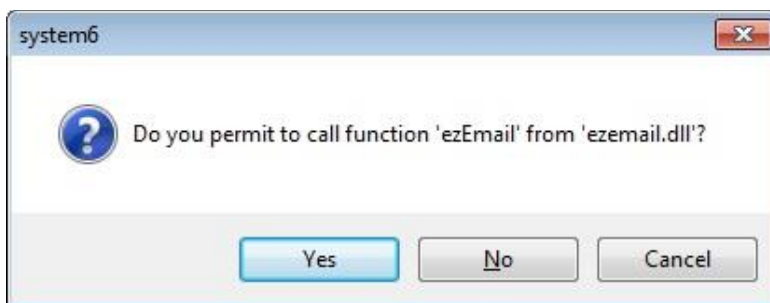 system6
Do you permit to call function 'ezEmail' from 'ezemail.dll'?
Yes
No
Cancel